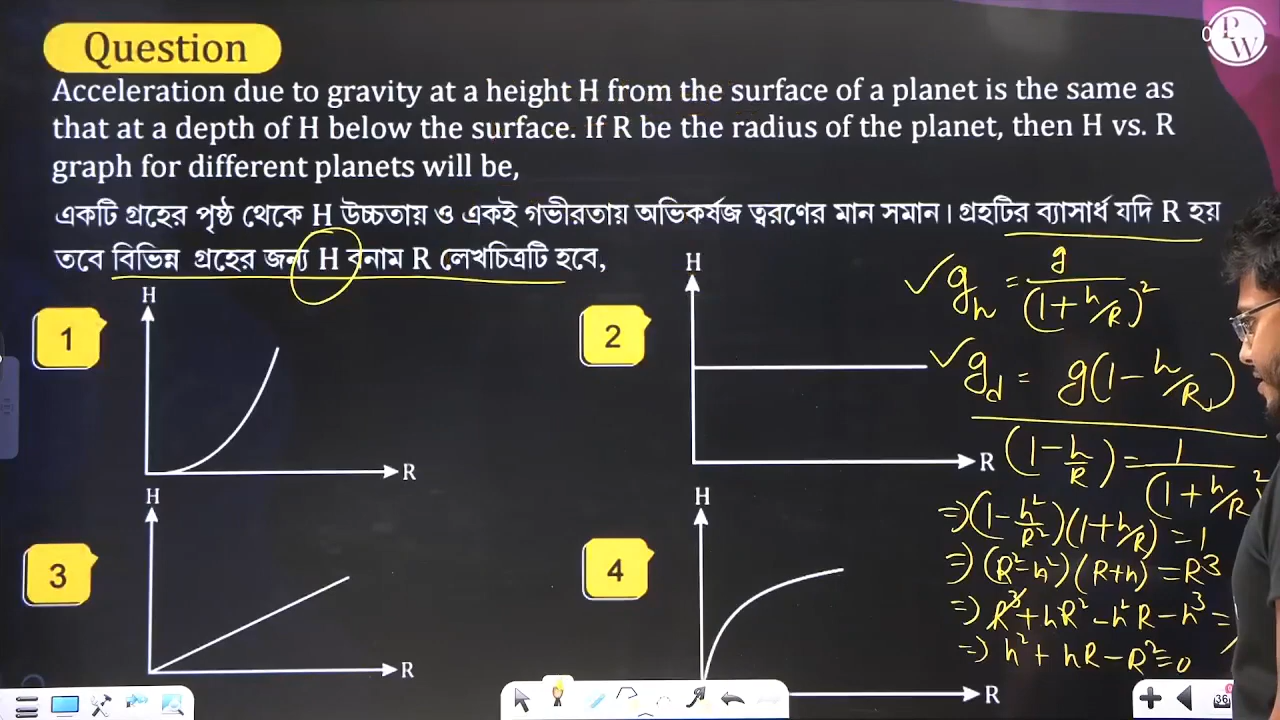 Question
Acceleration due to gravity at a height H from the surface of a planet is the same as
that at a depth of H below the surface. If R be the radius of the planet, then H vs. R
graph for different planets will be,
একটি গ্রহের পৃষ্ঠ থেকে H উচ্চতায় ও একই গভীরতায় অভিকর্ষজ ত্বরণের মান সমান। গ্রহটির ব্যাসার্ধ যদি R হয়
তবে বিভিন্ন গ্রহের জন্য H বনাম R লেখচিত্রটি হবে,
1
H
R
2
H
R
3
H
R
4
H
R
✓ g_h = g/(1 + h/R)²
✓ g_d = g(1 - h/R)
(1 - h/R) = 1/(1 + h/R)²
⇒ (1 - h²/R²)(1 + h/R) = 1
⇒ (R² - h²)(R + h) = R³
⇒ R³ + hR² - h²R - h³ =
⇒ h² + hR - R² = 0
PW
36